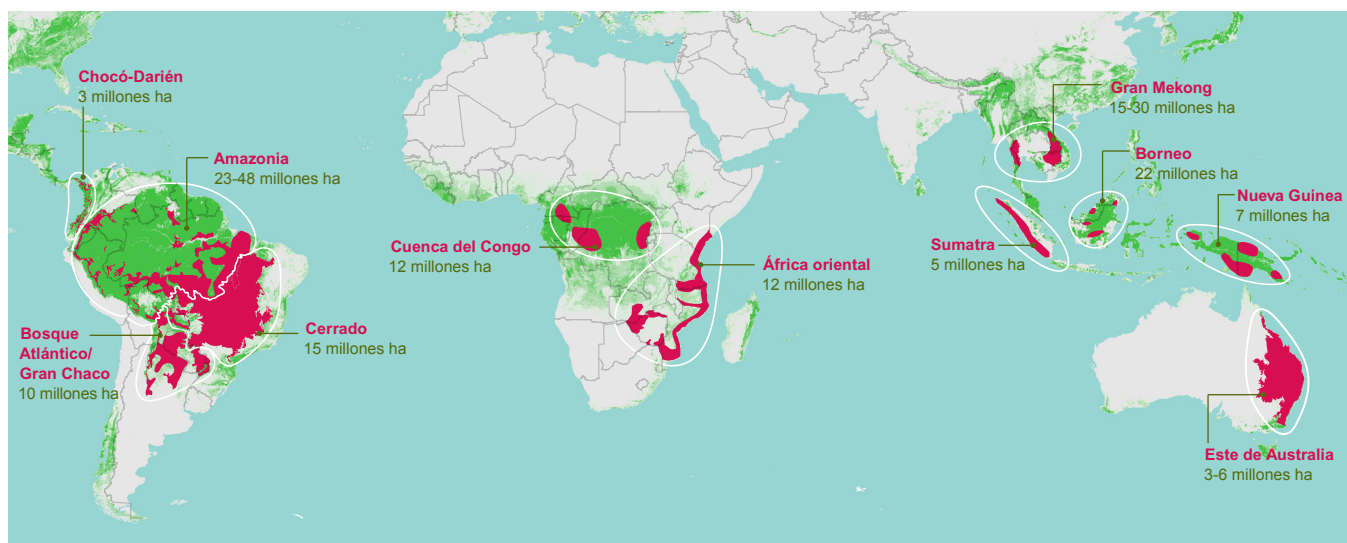 Chocó-Darién
3 millones ha
Amazonia
23-48 millones ha
Bosque
Atlántico/
Gran Chaco
10 millones ha
Cerrado
15 millones ha
Cuenca del Congo
12 millones ha
África oriental
12 millones ha
Gran Mekong
15-30 millones ha
Borneo
22 millones ha
Nueva Guinea
7 millones ha
Sumatra
5 millones ha
Este de Australia
3-6 millones ha